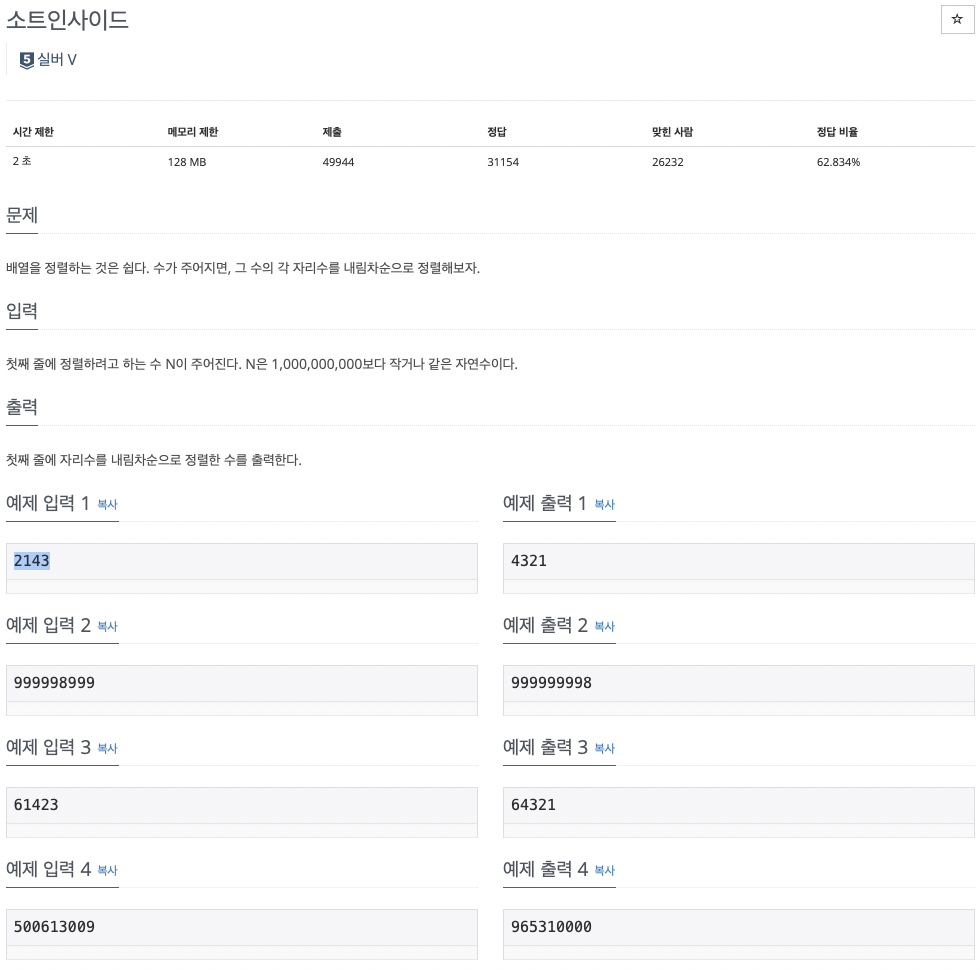 소트인사이드
☆
5 실버 V
시간 제한 메모리 제한 제출 정답 맞힌 사람 정답 비율
2 초 128 MB 49944 31154 26232 62.834%
문제
배열을 정렬하는 것은 쉽다. 수가 주어지면, 그 수의 각 자리수를 내림차순으로 정렬해보자.
입력
첫째 줄에 정렬하려고 하는 수 N이 주어진다. N은 1,000,000,000보다 작거나 같은 자연수이다.
출력
첫째 줄에 자리수를 내림차순으로 정렬한 수를 출력한다.
예제 입력 1 복사 예제 출력 1 복사
2143 4321
예제 입력 2 복사 예제 출력 2 복사
999998999 999999998
예제 입력 3 복사 예제 출력 3 복사
61423 64321
예제 입력 4 복사 예제 출력 4 복사
500613009 965310000